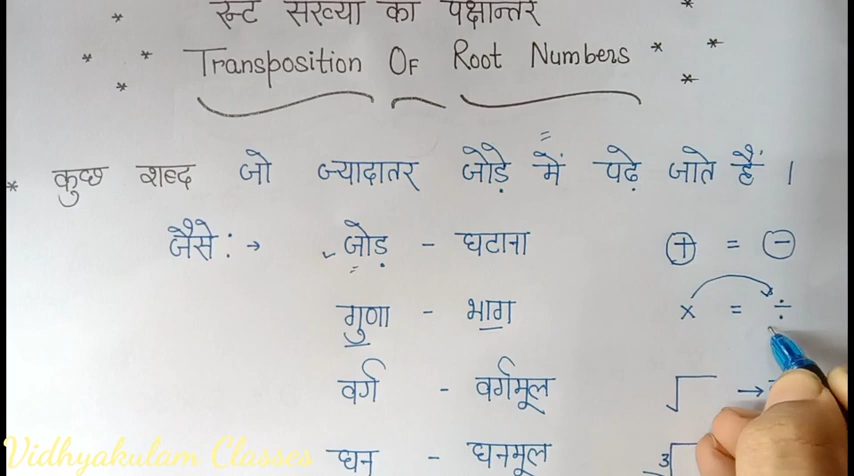 संख्या का पक्षान्तर
Transposition Of Root Numbers
* कुछ शब्द जो ज्यादातर जोड़े में पढ़े जाते हैं ।
जैसे : → जोड़ - घटाना ⊕ = ⊖
गुणा - भाग × = ÷
वर्ग - वर्गमूल √ →
घन - घनमूल ∛
Vidhyakulam Classes